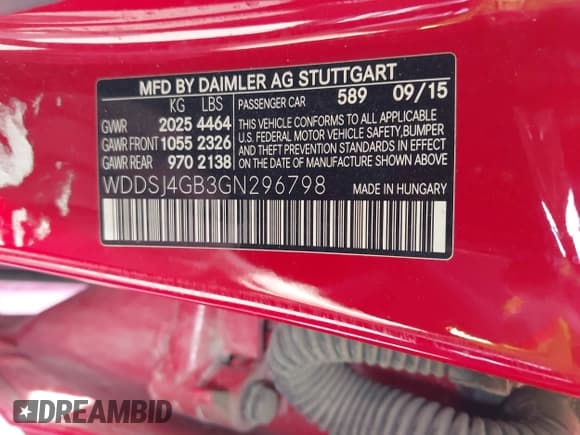 MFD BY DAIMLER AG STUTTGART
KG LBS PASSENGER CAR 589 09/15
GVWR 2025 4464 THIS VEHICLE CONFORMS TO ALL APPLICABLE
GAWR FRONT 1055 2326 U.S. FEDERAL MOTOR VEHICLE SAFETY, BUMPER
AND THEFT PREVENTION STANDARDS IN EFFECT
GAWR REAR 970 2138 ON THE DATE OF MANUFACTURE SHOWN ABOVE.
WDDSJ4GB3GN296798 MADE IN HUNGARY
DREAMBID